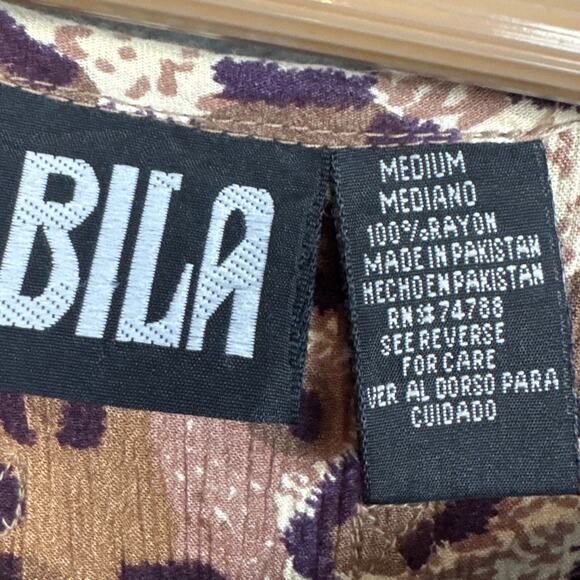 BILA
MEDIUM
MEDIANO
100% RAYON
MADE IN PAKISTAN
HECHO EN PAKISTAN
RN# 74788
SEE REVERSE
FOR CARE
VER AL DORSO PARA
CUIDADO